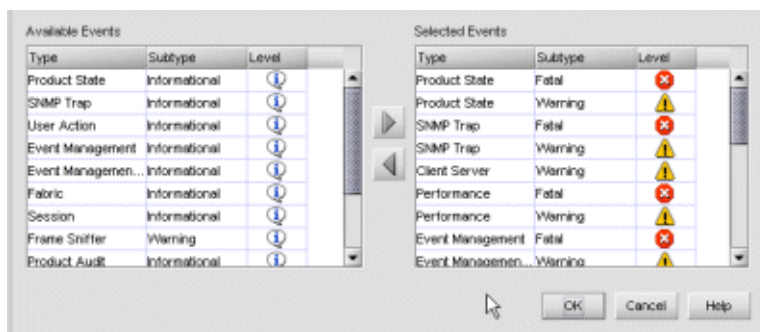 Available Events Selected Events
Type Subtype Level Type Subtype Level
Product State Informational Product State Fatal
SNMP Trap Informational Product State Warning
User Action Informational SNMP Trap Fatal
Event Management Informational SNMP Trap Warning
Event Managemen... Informational Client Server Warning
Fabric Informational Performance Fatal
Session Informational Performance Warning
Frame Sniffer Warning Event Management Fatal
Product Audit Informational Event Managemen... Warning
OK Cancel Help